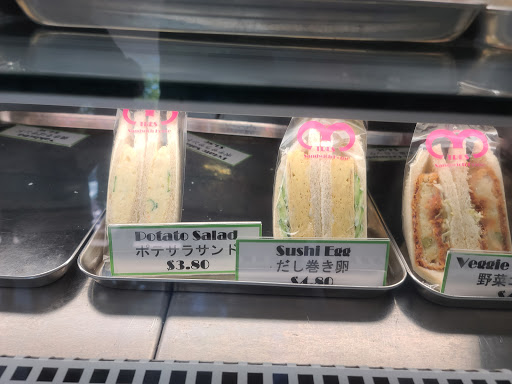 Potato Salad
ポテサラサンド
$3.80
Sushi Egg
だし巻き卵
$4.80
Veggie
野菜